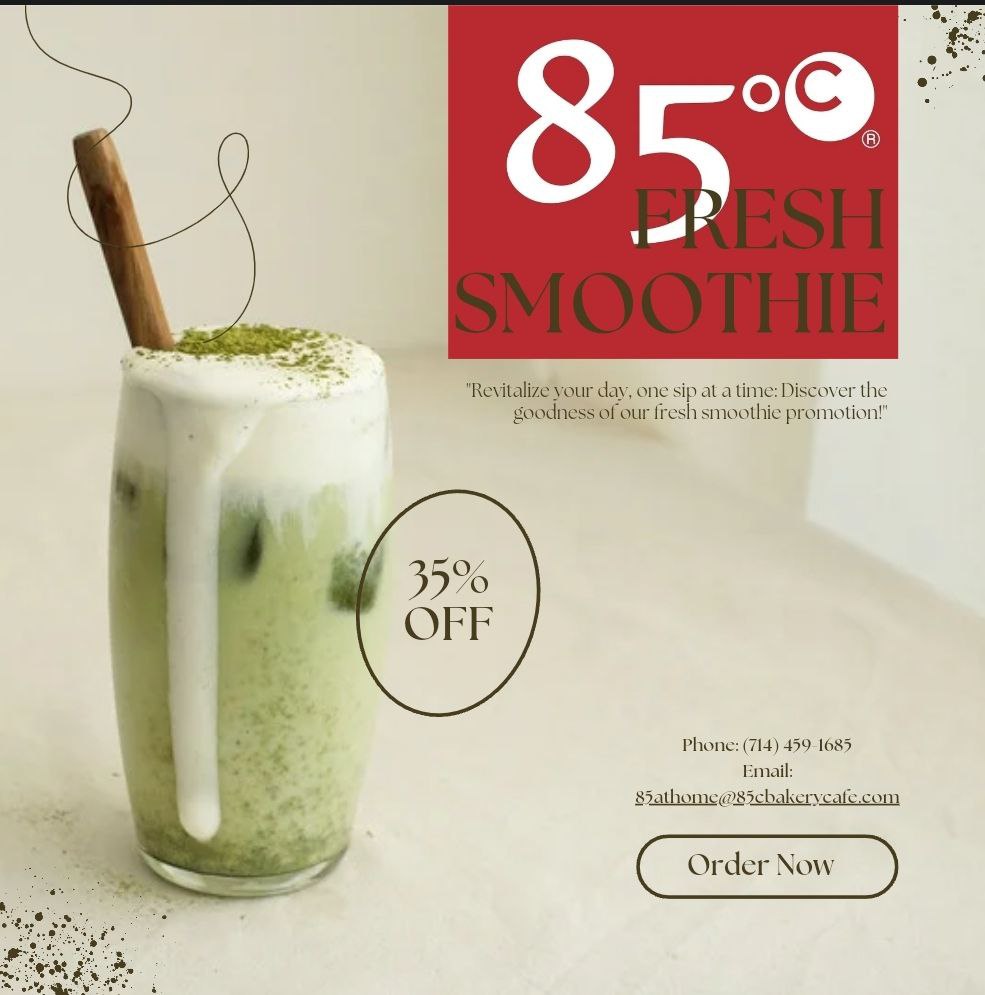 85°C®
FRESH
SMOOTHIE
"Revitalize your day, one sip at a time: Discover the
goodness of our fresh smoothie promotion!"
35%
OFF
Phone: (714) 459-1685
Email:
85athome@85cbakerycafe.com
Order Now